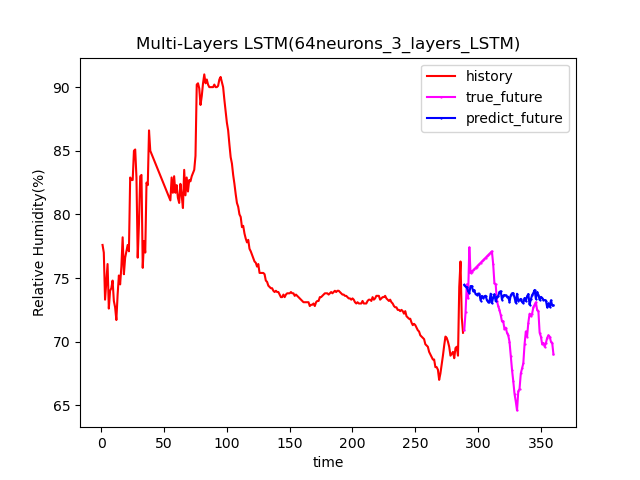 Multi-Layers LSTM(64neurons_3_layers_LSTM)
history
true_future
predict_future
Relative Humidity(%)
90
85
80
75
70
65
0 50 100 150 200 250 300 350
time